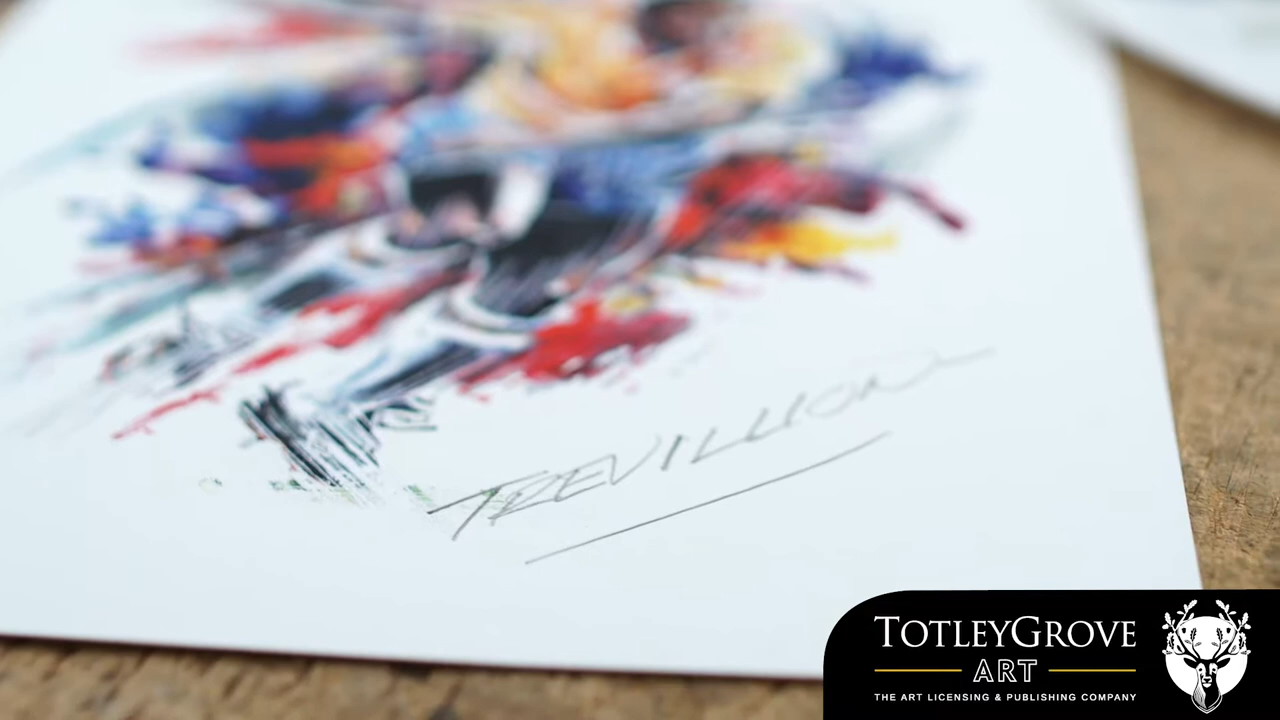 TREVILLION
TOTLEYGROVE
ART
THE ART LICENSING & PUBLISHING COMPANY